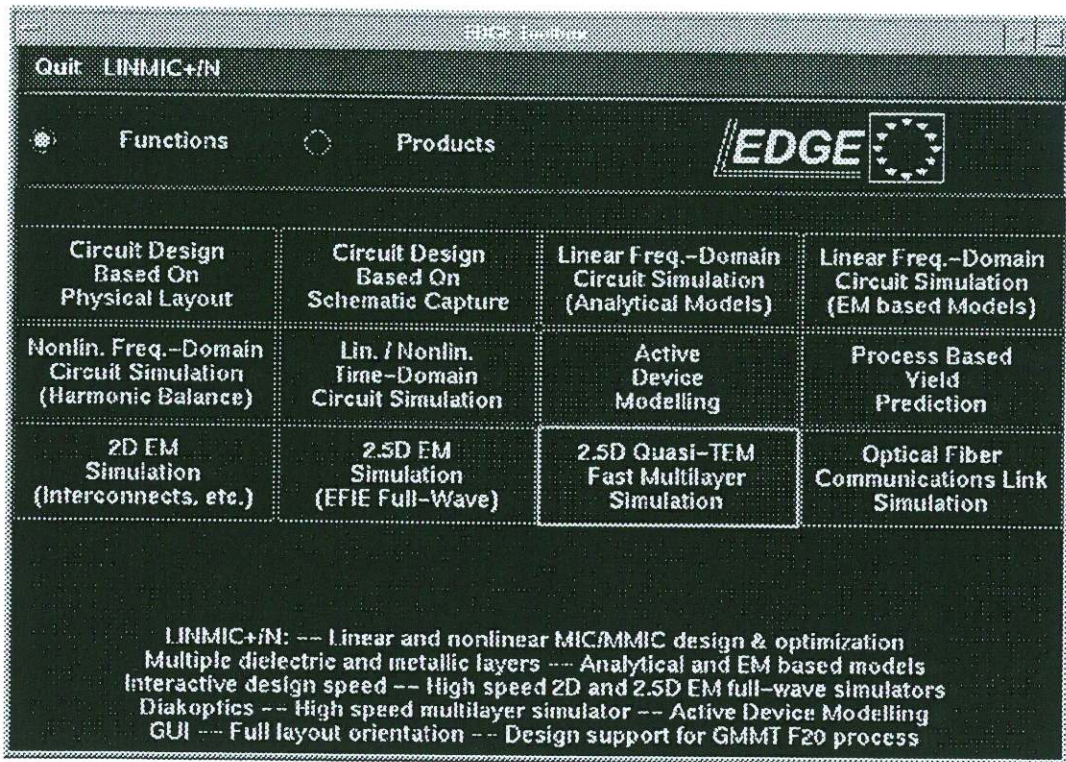 EDGE Toolbox
Quit LINMIC+/N
Functions
Products
EDGE
Circuit Design
Based On
Physical Layout
Circuit Design
Based On
Schematic Capture
Linear Freq.-Domain
Circuit Simulation
(Analytical Models)
Linear Freq.-Domain
Circuit Simulation
(EM based Models)
Nonlin. Freq.-Domain
Circuit Simulation
(Harmonic Balance)
Lin. / Nonlin.
Time-Domain
Circuit Simulation
Active
Device
Modelling
Process Based
Yield
Prediction
2D EM
Simulation
(Interconnects, etc.)
2.5D EM
Simulation
(EFIE Full-Wave)
2.5D Quasi-TEM
Fast Multilayer
Simulation
Optical Fiber
Communications Link
Simulation
LINMIC+/N: -- Linear and nonlinear MIC/MMIC design & optimization
Multiple dielectric and metallic layers -- Analytical and EM based models
Interactive design speed -- High speed 2D and 2.5D EM full-wave simulators
Diakoptics -- High speed multilayer simulator -- Active Device Modelling
GUI -- Full layout orientation -- Design support for GMMT F20 process